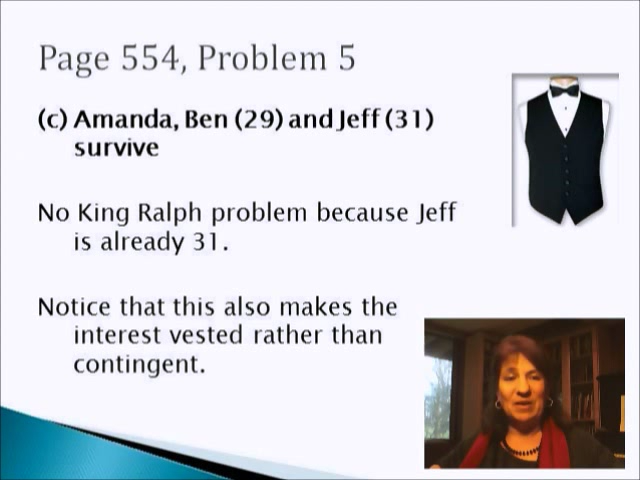 Page 554, Problem 5
(c) Amanda, Ben (29) and Jeff (31)
survive
No King Ralph problem because Jeff
is already 31.
Notice that this also makes the
interest vested rather than
contingent.